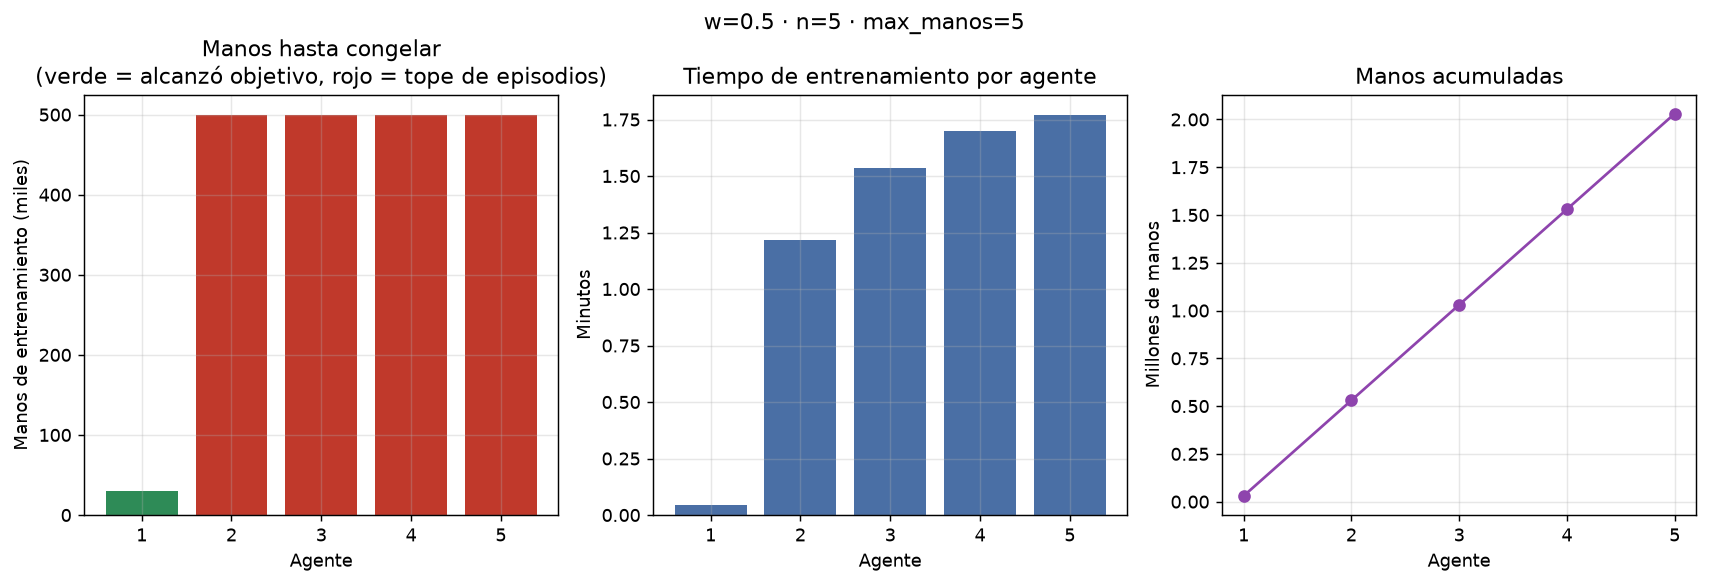 w=0.5 · n=5 · max_manos=5
Manos hasta congelar
(verde = alcanzó objetivo, rojo = tope de episodios)
Manos de entrenamiento (miles)
500
400
300
200
100
0
1 2 3 4 5
Agente
Tiempo de entrenamiento por agente
Minutos
1.75
1.50
1.25
1.00
0.75
0.50
0.25
0.00
1 2 3 4 5
Agente
Manos acumuladas
Millones de manos
2.00
1.75
1.50
1.25
1.00
0.75
0.50
0.25
0.00
1 2 3 4 5
Agente